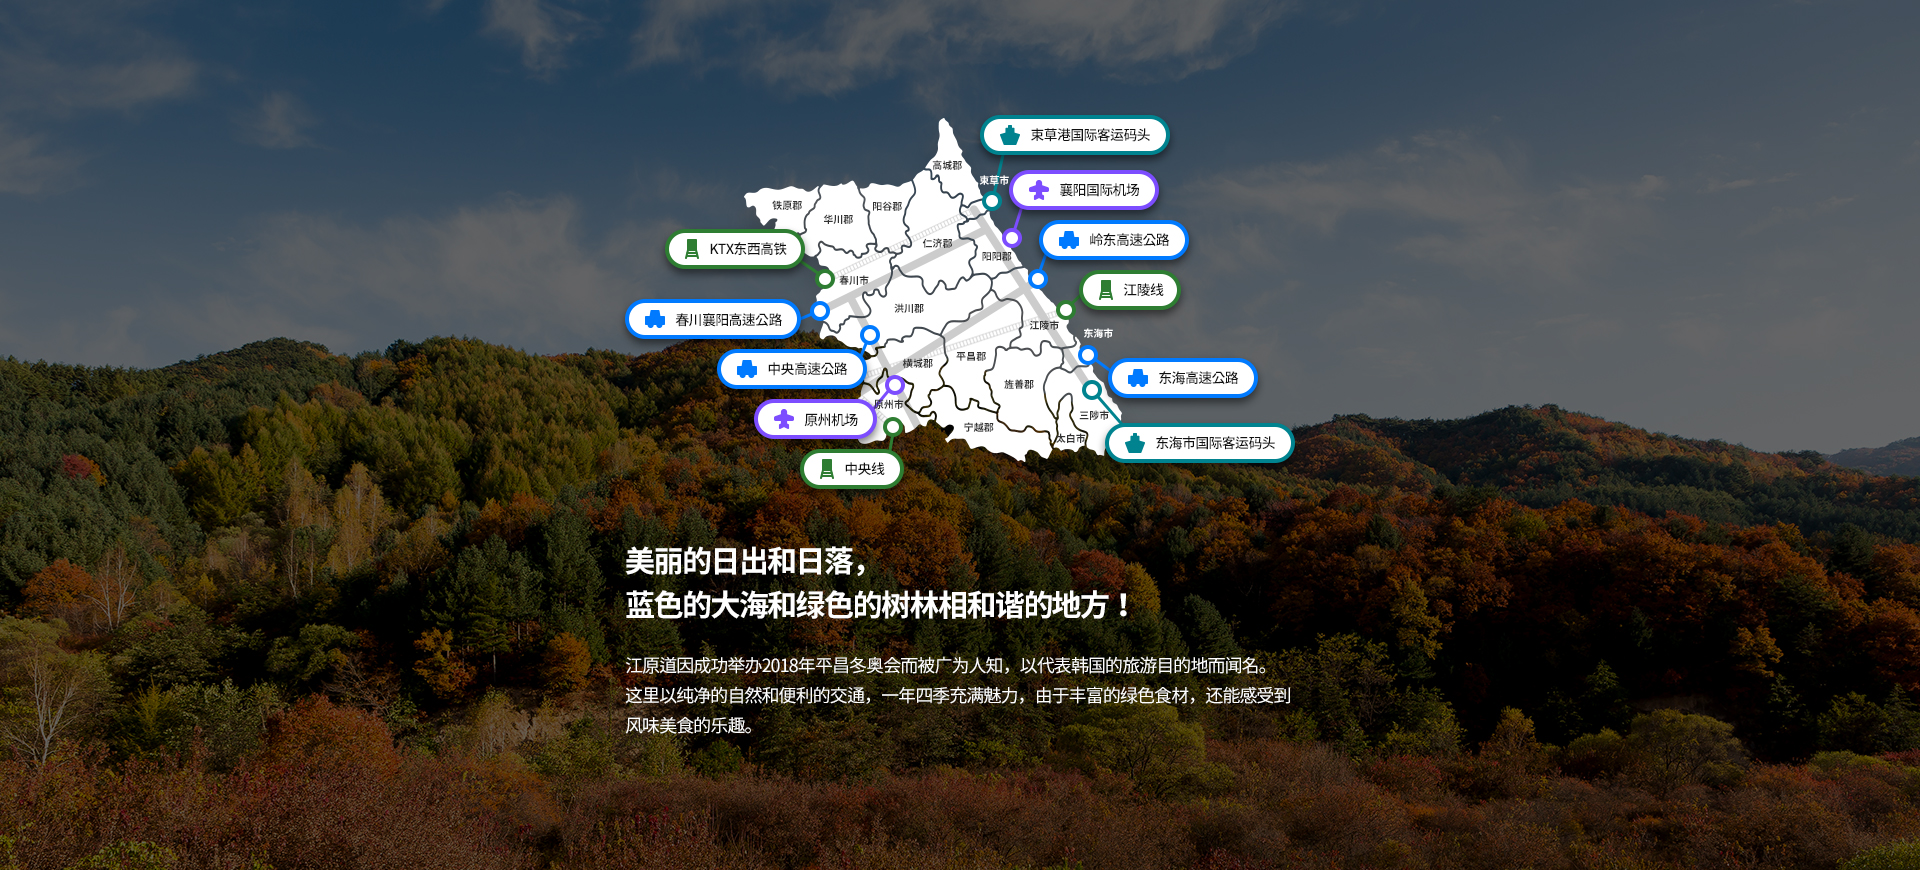 束草港国际客运码头
高城郡
束草市
襄阳国际机场
铁原郡
华川郡
阳谷郡
岭东高速公路
KTX东西高铁
仁济郡
阳阳郡
春川市
江陵线
洪川郡
春川襄阳高速公路
江陵市
东海市
中央高速公路
横城郡
平昌郡
东海高速公路
旌善郡
原州机场
原州市
宁越郡
三陟市
太白市
东海市国际客运码头
中央线
美丽的日出和日落，
蓝色的大海和绿色的树林相和谐的地方！
江原道因成功举办2018年平昌冬奥会而被广为人知，以代表韩国的旅游目的地而闻名。
这里以纯净的自然和便利的交通，一年四季充满魅力，由于丰富的绿色食材，还能感受到
风味美食的乐趣。